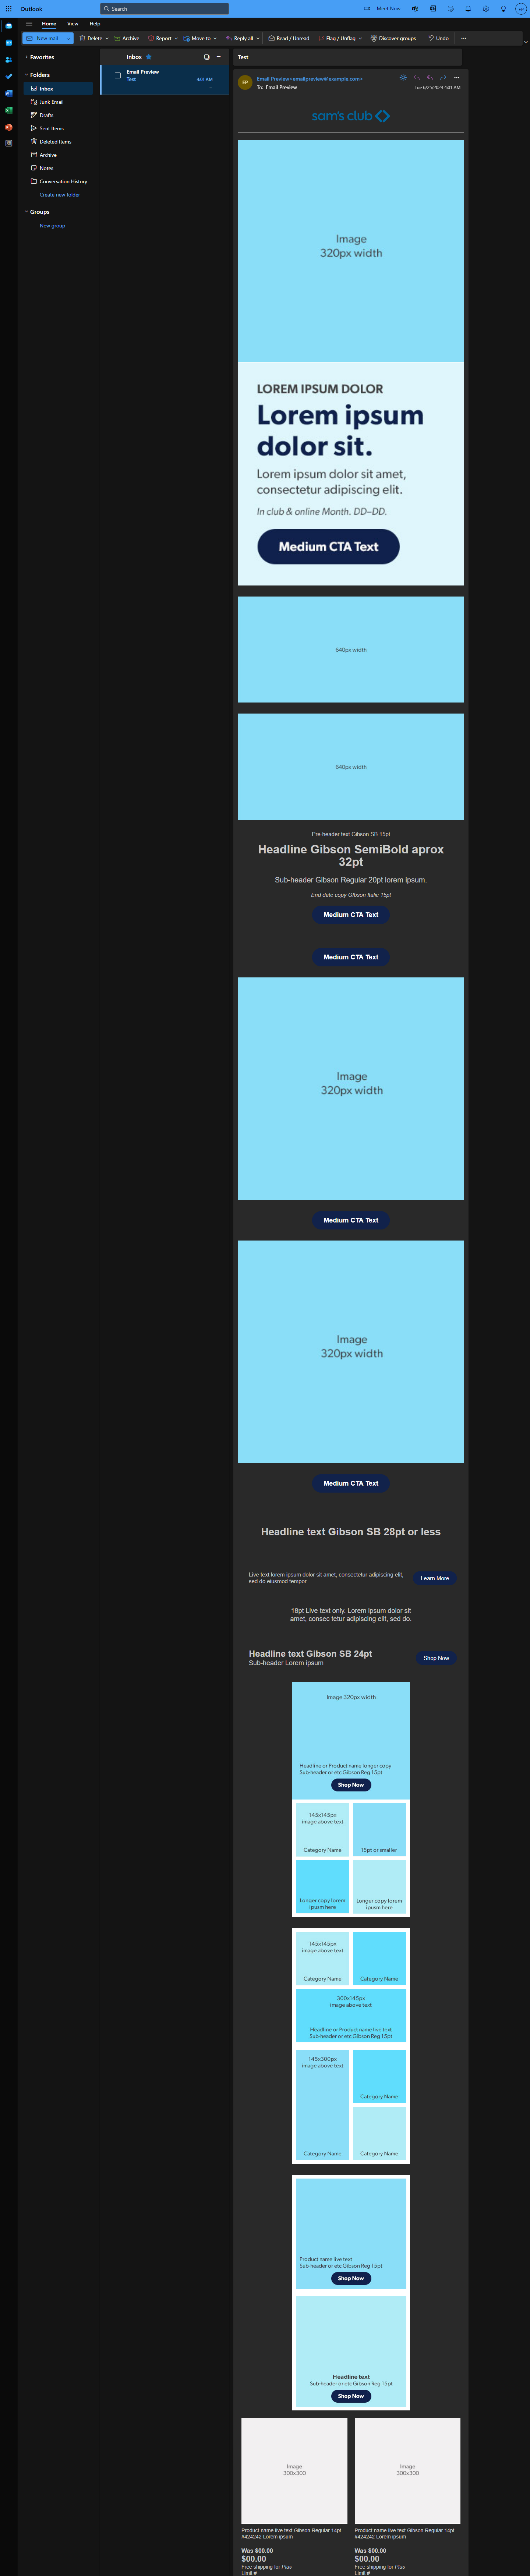 Outlook
Search
Meet Now
EP
Home
View
Help
New mail
Delete
Archive
Report
Move to
Reply all
Read / Unread
Flag / Unflag
Discover groups
Undo
Favorites
Folders
Inbox
Junk Email
Drafts
Sent Items
Deleted Items
Archive
Notes
Conversation History
Create new folder
Groups
New group
Inbox
Email Preview
Test
4:01 AM
Test
EP
Email Preview<emailpreview@example.com>
To: Email Preview
Tue 6/25/2024 4:01 AM
sam's club
Image
320px width
LOREM IPSUM DOLOR
Lorem ipsum
dolor sit.
Lorem ipsum dolor sit amet,
consectetur adipiscing elit.
In club & online Month. DD–DD.
Medium CTA Text
640px width
640px width
Pre-header text Gibson SB 15pt
Headline Gibson SemiBold aprox
32pt
Sub-header Gibson Regular 20pt lorem ipsum.
End date copy Gibson Italic 15pt
Medium CTA Text
Medium CTA Text
Image
320px width
Medium CTA Text
Image
320px width
Medium CTA Text
Headline text Gibson SB 28pt or less
Live text lorem ipsum dolor sit amet, consectetur adipiscing elit,
sed do eiusmod tempor
Learn More
18pt Live text only. Lorem ipsum dolor sit
amet, consec tetur adipiscing elit, sed do.
Headline text Gibson SB 24pt
Sub-header Lorem ipsum
Shop Now
Image 320px width
Headline or Product name longer copy
Sub-header or etc Gibson Reg 15pt
Shop Now
145x145px
image above text
Category Name
15pt or smaller
Longer copy lorem
ipusm here
Longer copy lorem
ipusm here
145x145px
image above text
Category Name
Category Name
300x145px
image above text
Headline or Product name live text
Sub-header or etc Gibson Reg 15pt
145x300px
image above text
Category Name
Category Name
Category Name
Product name live text
Sub-header or etc Gibson Reg 15pt
Shop Now
Headline text
Sub-header or etc Gibson Reg 15pt
Shop Now
Image
300x300
Image
300x300
Product name live text Gibson Regular 14pt
#424242 Lorem ipsum
Was $00.00
$00.00
Free shipping for Plus
Limit #
Product name live text Gibson Regular 14pt
#424242 Lorem ipsum
Was $00.00
$00.00
Free shipping for Plus
Limit #